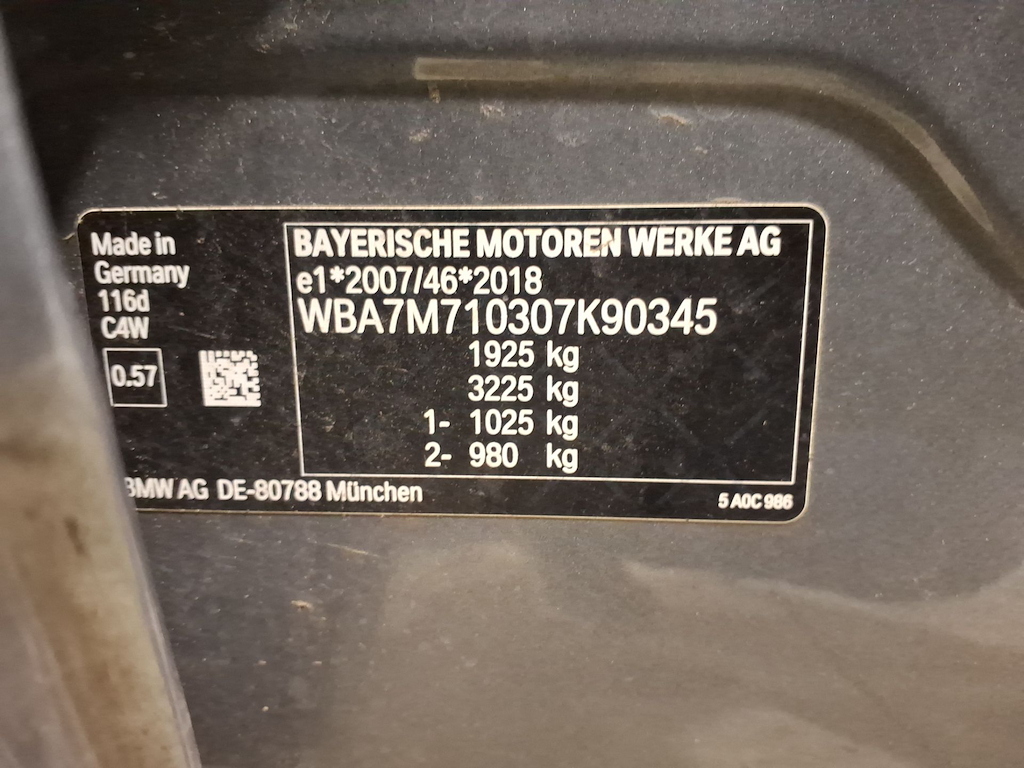 Made in
Germany
116d
C4W
0.57
BAYERISCHE MOTOREN WERKE AG
e1*2007/46*2018
WBA7M710307K90345
1925 kg
3225 kg
1- 1025 kg
2- 980 kg
BMW AG DE-80788 München
5 A0C 986